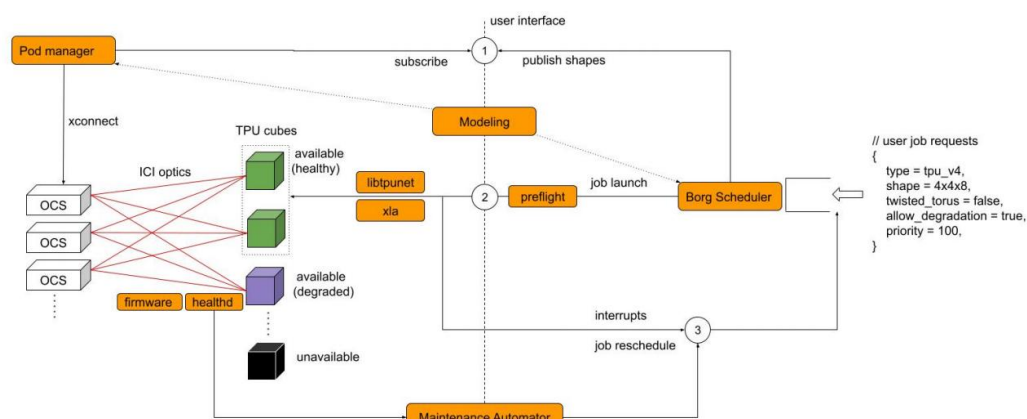 user interface
Pod manager
1
subscribe
publish shapes
xconnect
Modeling
TPU cubes
ICI optics
available
(healthy)
libtpunet
xla
2
preflight
job launch
Borg Scheduler
// user job requests
{
type = tpu_v4,
shape = 4x4x8,
twisted_torus = false,
allow_degradation = true,
priority = 100,
}
OCS
OCS
OCS
available
(degraded)
firmware
healthd
interrupts
3
job reschedule
unavailable
Maintenance Automator